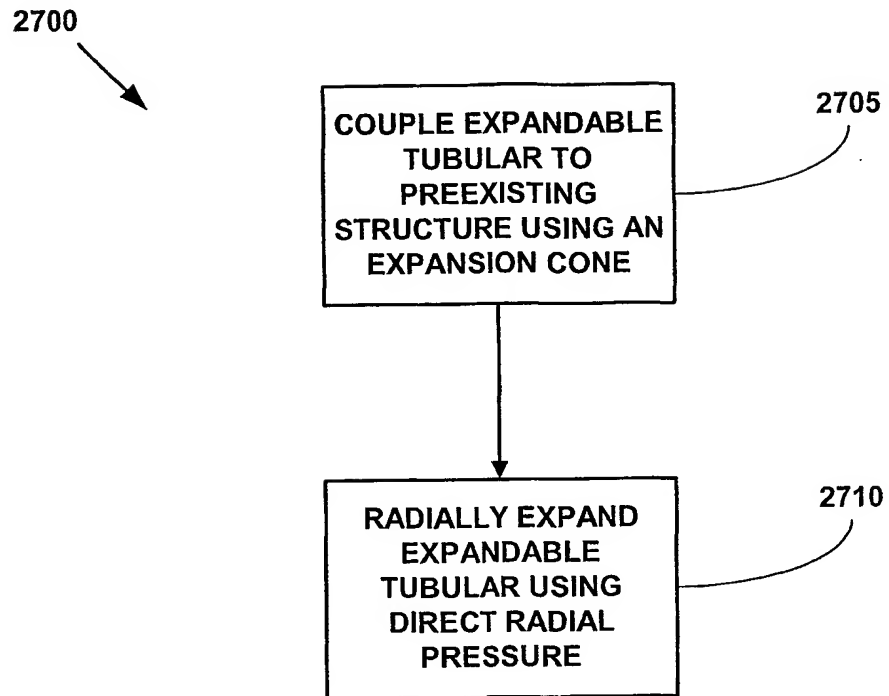 2700
COUPLE EXPANDABLE
TUBULAR TO
PREEXISTING
STRUCTURE USING AN
EXPANSION CONE
2705
RADIALLY EXPAND
EXPANDABLE
TUBULAR USING
DIRECT RADIAL
PRESSURE
2710